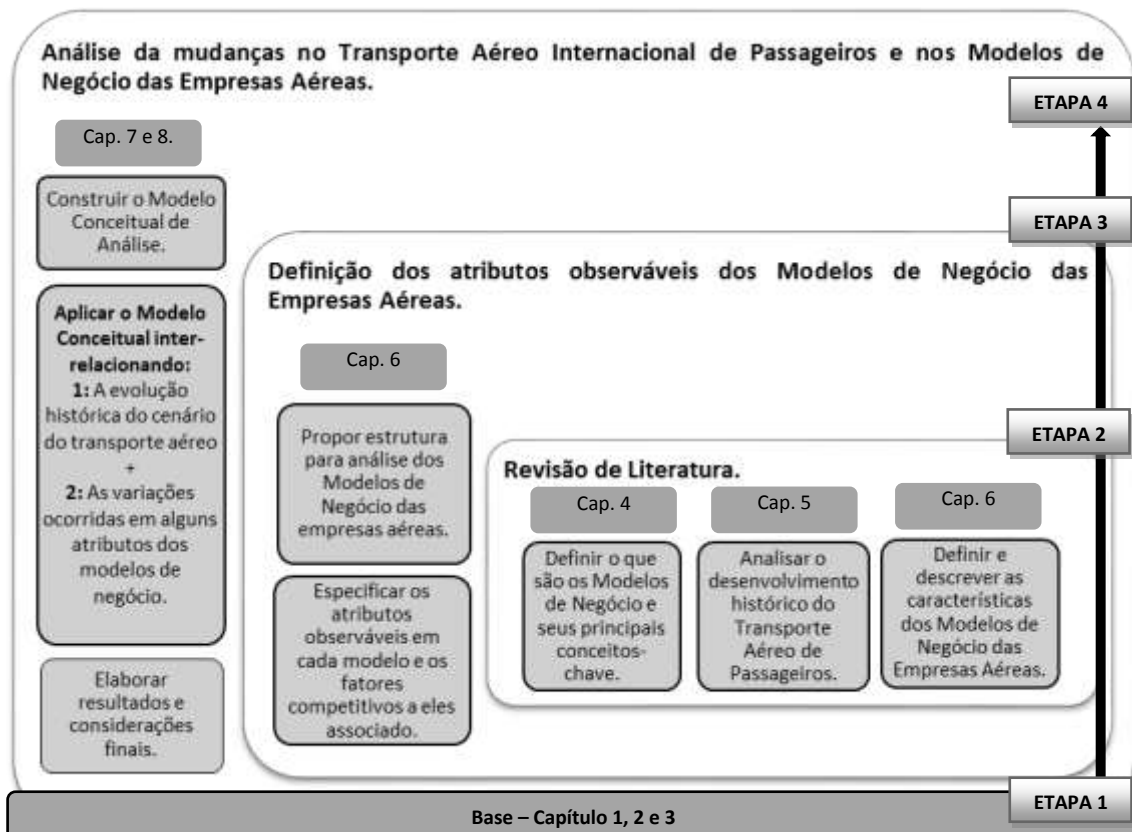 Análise da mudanças no Transporte Aéreo Internacional de Passageiros e nos Modelos de
Negócio das Empresas Aéreas.
ETAPA 4
Cap. 7 e 8.
Construir o Modelo
Conceitual de
Análise.
Aplicar o Modelo
Conceitual inter-
relacionando:
1: A evolução
histórica do cenário
do transporte aéreo
+
2: As variações
ocorridas em alguns
atributos dos
modelos de
negócio.
Elaborar
resultados e
considerações
finais.
ETAPA 3
Definição dos atributos observáveis dos Modelos de Negócio das
Empresas Aéreas.
Cap. 6
Propor estrutura
para análise dos
Modelos de
Negócio das
empresas aéreas.
Especificar os
atributos
observáveis em
cada modelo e os
fatores
competitivos a eles
associado.
ETAPA 2
Revisão de Literatura.
Cap. 4
Definir o que
são os Modelos
de Negócio e
seus principais
conceitos-
chave.
Cap. 5
Analisar o
desenvolvimento
histórico do
Transporte
Aéreo de
Passageiros.
Cap. 6
Definir e
descrever as
características
dos Modelos de
Negócio das
Empresas Aéreas.
ETAPA 1
Base – Capítulo 1, 2 e 3